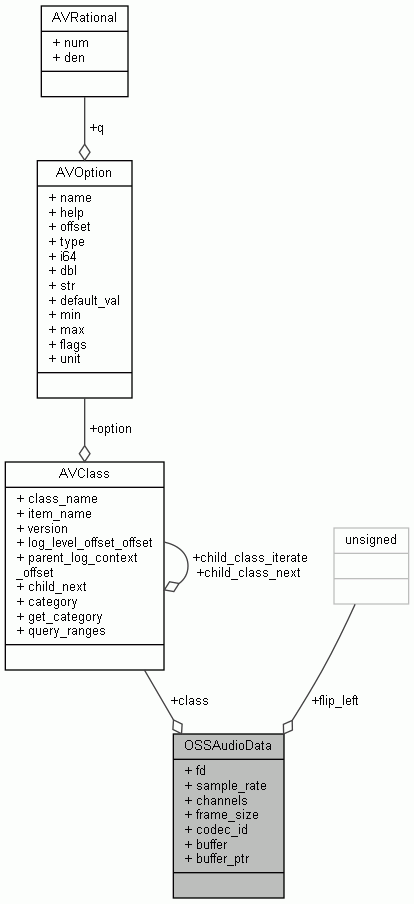 AVRational
+ num
+ den
+q
AVOption
+ name
+ help
+ offset
+ type
+ i64
+ dbl
+ str
+ default_val
+ min
+ max
+ flags
+ unit
+option
AVClass
+ class_name
+ item_name
+ version
+ log_level_offset_offset
+ parent_log_context
_offset
+ child_next
+ category
+ get_category
+ query_ranges
+child_class_iterate
+child_class_next
unsigned
+class
+flip_left
OSSAudioData
+ fd
+ sample_rate
+ channels
+ frame_size
+ codec_id
+ buffer
+ buffer_ptr